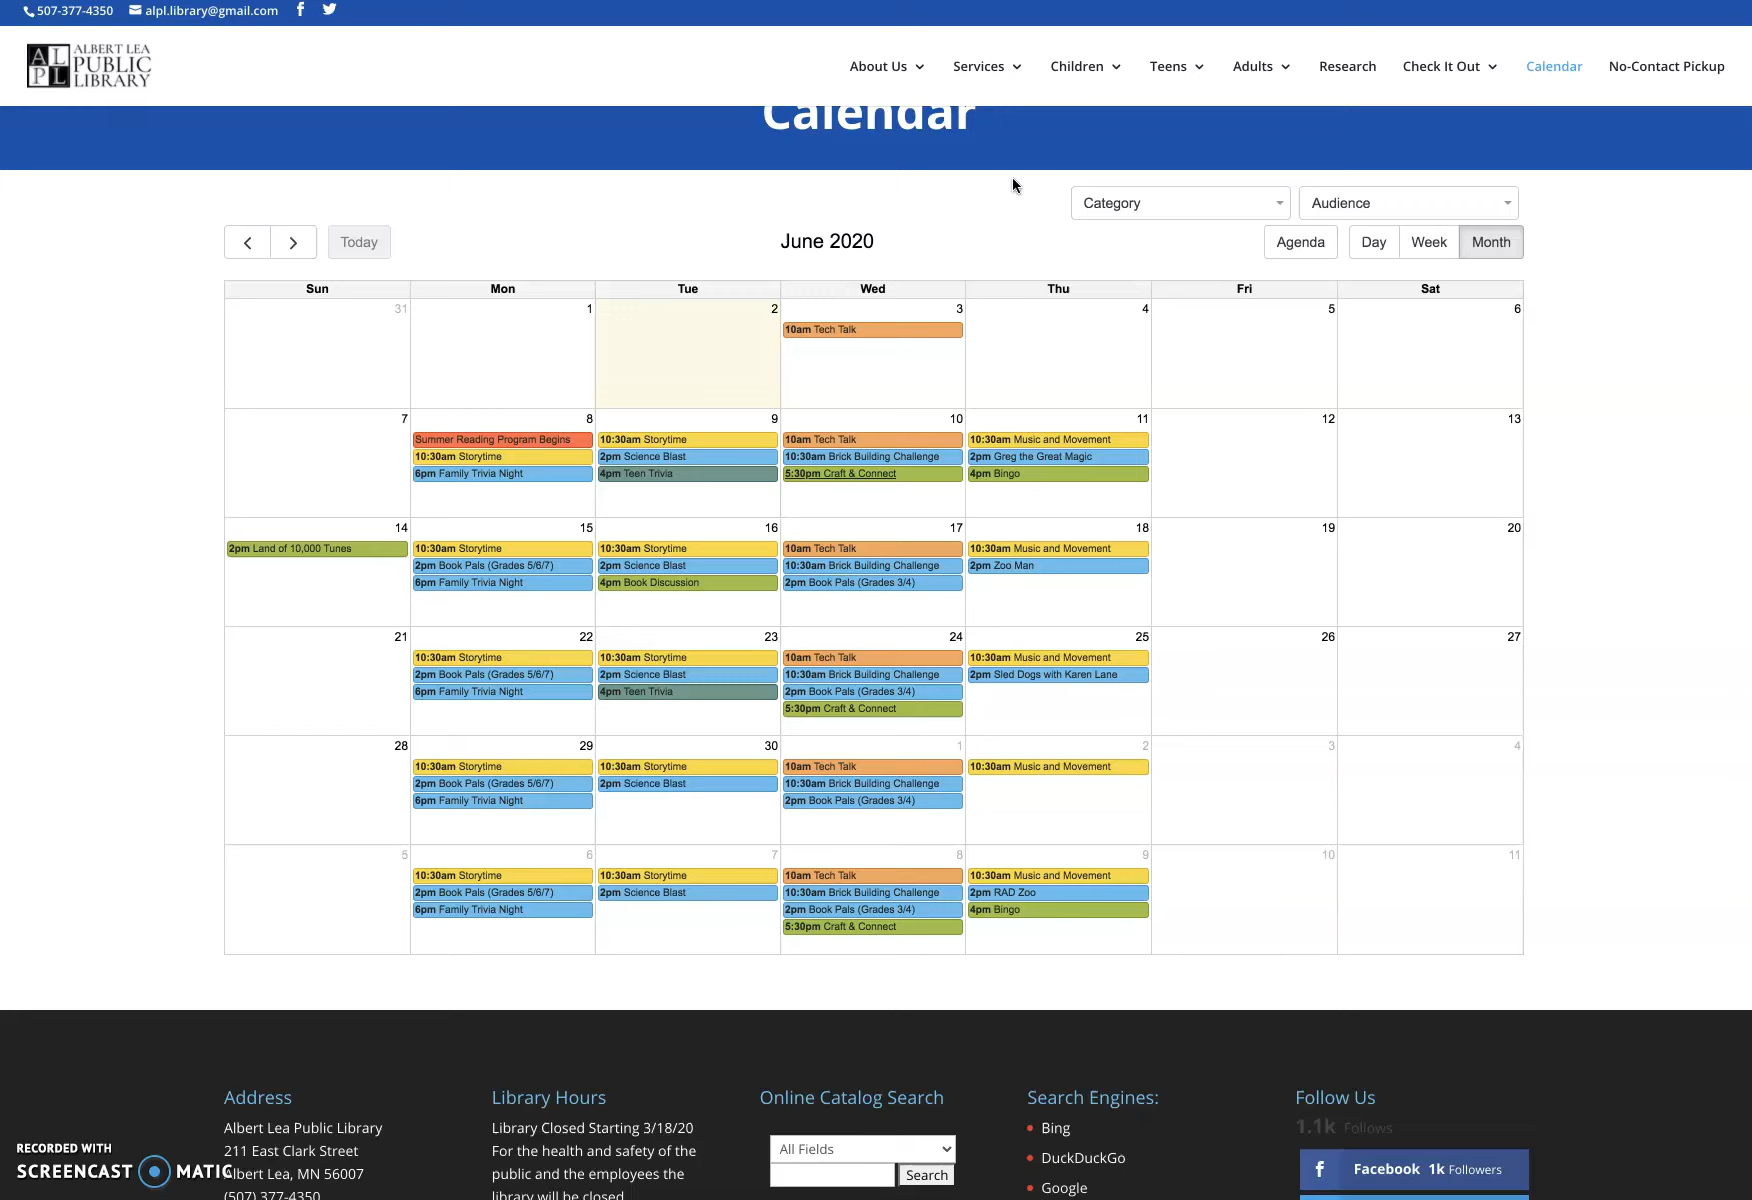 507-377-4350 alpl.library@gmail.com
ALPL ALBERT LEA PUBLIC LIBRARY
About Us Services Children Teens Adults Research Check It Out Calendar No-Contact Pickup
Calendar
Category Audience
Today June 2020 Agenda Day Week Month
Sun Mon Tue Wed Thu Fri Sat
31 1 2 3 4 5 6
10am Tech Talk
7 8 9 10 11 12 13
Summer Reading Program Begins 10:30am Storytime 10am Tech Talk 10:30am Music and Movement
10:30am Storytime 2pm Science Blast 10:30am Brick Building Challenge 2pm Greg the Great Magic
6pm Family Trivia Night 4pm Teen Trivia 5:30pm Craft & Connect 4pm Bingo
14 15 16 17 18 19 20
2pm Land of 10,000 Tunes 10:30am Storytime 10:30am Storytime 10am Tech Talk 10:30am Music and Movement
2pm Book Pals (Grades 5/6/7) 2pm Science Blast 10:30am Brick Building Challenge 2pm Zoo Man
6pm Family Trivia Night 4pm Book Discussion 2pm Book Pals (Grades 3/4)
21 22 23 24 25 26 27
10:30am Storytime 10:30am Storytime 10am Tech Talk 10:30am Music and Movement
2pm Book Pals (Grades 5/6/7) 2pm Science Blast 10:30am Brick Building Challenge 2pm Sled Dogs with Karen Lane
6pm Family Trivia Night 4pm Teen Trivia 2pm Book Pals (Grades 3/4)
5:30pm Craft & Connect
28 29 30 1 2 3 4
10:30am Storytime 10:30am Storytime 10am Tech Talk 10:30am Music and Movement
2pm Book Pals (Grades 5/6/7) 2pm Science Blast 10:30am Brick Building Challenge
6pm Family Trivia Night 2pm Book Pals (Grades 3/4)
5 6 7 8 9 10 11
10:30am Storytime 10:30am Storytime 10am Tech Talk 10:30am Music and Movement
2pm Book Pals (Grades 5/6/7) 2pm Science Blast 10:30am Brick Building Challenge 2pm RAD Zoo
6pm Family Trivia Night 2pm Book Pals (Grades 3/4) 4pm Bingo
5:30pm Craft & Connect
Address
Albert Lea Public Library
211 East Clark Street
Albert Lea, MN 56007
(507) 377-4350
Library Hours
Library Closed Starting 3/18/20
For the health and safety of the
public and the employees the
library will be closed
Online Catalog Search
All Fields
Search
Search Engines:
Bing
DuckDuckGo
Google
Follow Us
1.1k Follows
Facebook 1k Followers
RECORDED WITH
SCREENCAST MATIC